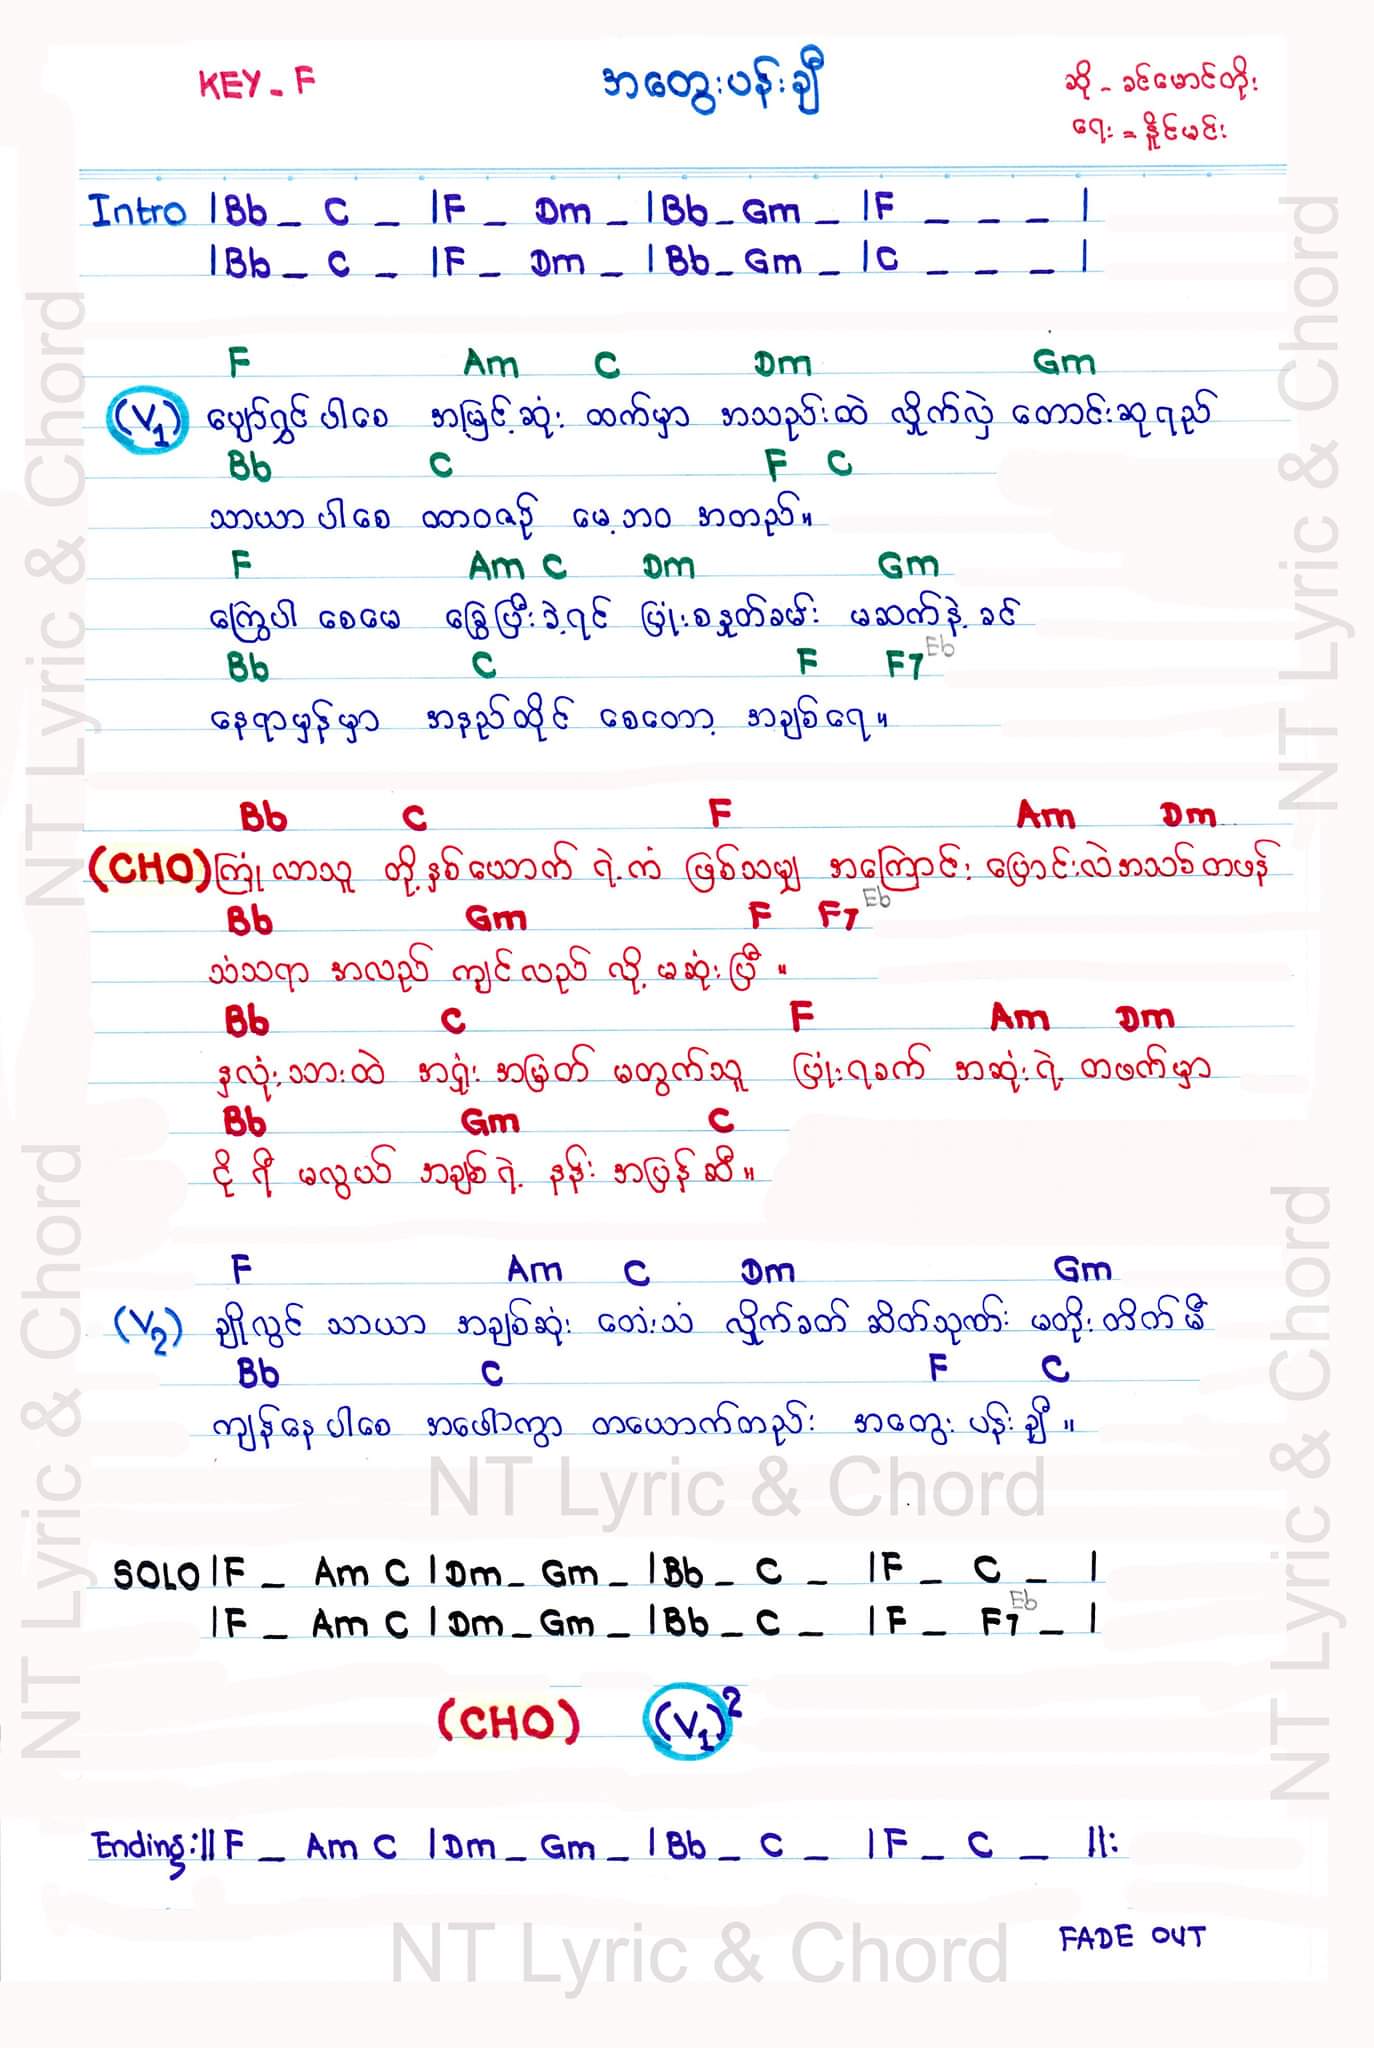 KEY - F
အတွေးပန်းချီ
ဆို - ခင်မောင်တိုး
ရေး = နှိုင်းမင်း
Intro |Bb _ C _ |F _ Dm _ |Bb _ Gm _ |F _ _ _ |
|Bb _ C _ |F _ Dm _ |Bb _ Gm _ |C _ _ _ |
F Am C Dm Gm
(V1) ပျော်ရွှင်ပါစေ အမြင့်ဆုံး ထက်မှာ အသည်းထဲ လှိုက်လှဲ တောင်းဆုရည်
Bb C F C
သာယာပါစေ ထာဝစဉ် မေ့ဘဝ အတည်။
F Am C Dm Gm
ကြွေပါ စေမေ ခြွေပြီးခဲ့ရင် ပြုံးစနှုတ်ခမ်း မဆက်နဲ့ ခင်
Bb C F F7 Eb
နေရာမှန်မှာ အနည်ထိုင် စေတော့ အချစ်ရေ။
Bb C F Am Dm
(CHO) ကြုံလာသူ တို့နှစ်ယောက် ရဲ့ကံ ဖြစ်သမျှ အကြောင်း ပြောင်းလဲအသစ်တဖန်
Bb Gm F F7 Eb
သံသရာ အလည် ကျင်လည် လို့ မဆုံးပြီ။
Bb C F Am Dm
နှလုံးသားထဲ အရှုံး အမြတ် မတွက်သူ ပြုံးရခက် အဆုံးရဲ့ တဖက်မှာ
Bb Gm C
ငို ရီ မလွယ် အချစ်ရဲ့ နန်း အပြန်ဆီ။
F Am C Dm Gm
(V2) ချိုလွင် သာယာ အချစ်ဆုံး တေးသံ လှိုက်ခတ် ဆိတ်သုဏ်း မတိုးတိတ်မီ
Bb C F C
ကျန်နေပါစေ အဖေါ်ကွာ တယောက်တည်း အတွေး ပန်းချီ။
NT Lyric & Chord
SOLO |F _ Am C |Dm _ Gm _ |Bb _ C _ |F _ C _ |
|F _ Am C |Dm _ Gm _ |Bb _ C _ |F _ F7 Eb _ |
(CHO) (V1)2
Ending :||F _ Am C |Dm _ Gm _ |Bb _ C _ |F _ C _ ||:
FADE OUT
NT Lyric & Chord
NT Lyric & Chord
NT Lyric & Chord
NT Lyric & Chord
NT Lyric & Chord